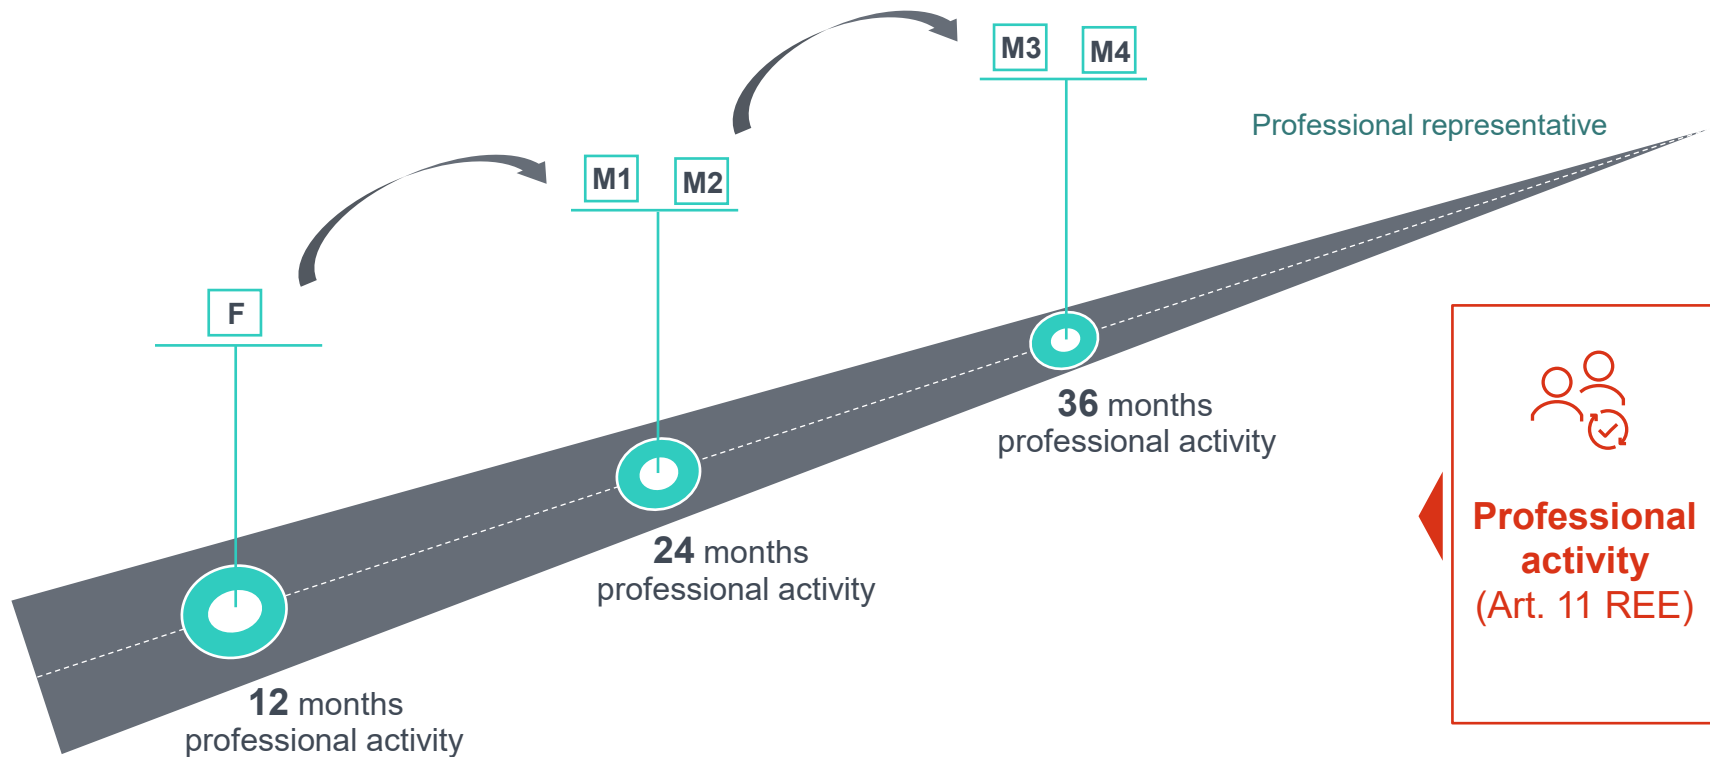 M3
M4
Professional representative
M1
M2
F
36 months
professional activity
24 months
professional activity
12 months
professional activity
Professional
activity
(Art. 11 REE)